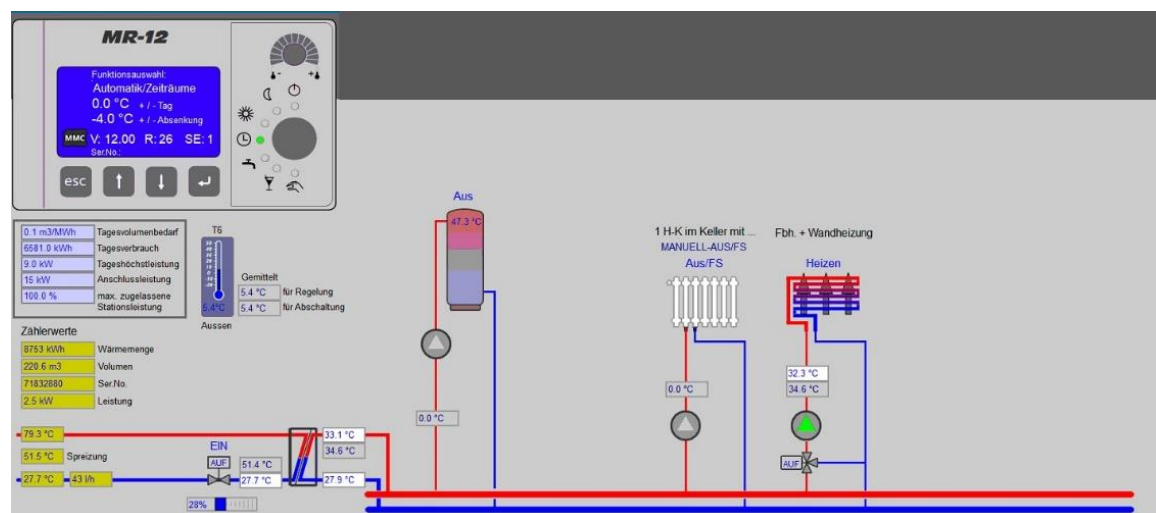 MR-12
Funktionsauswahl:
Automatik/Zeiträume
0.0 °C + / - Tag
-4.0 °C + / - Absenkung
MMC V: 12.00 R: 26 SE: 1
Ser.No.:
esc
0.1 m3/MWh Tagesvolumenbedarf
6581.0 kWh Tagesverbrauch
9.0 kW Tageshöchstleistung
15 kW Anschlussleistung
100.0 % max. zugelassene
Stationsleistung
T6
5.4°C
Aussen
Gemittelt
5.4 °C für Regelung
5.4 °C für Abschaltung
Zählerwerte
8753 kWh Wärmemenge
220.6 m3 Volumen
71832880 Ser.No.
2.5 kW Leistung
79.3 °C
51.5 °C Spreizung
27.7 °C 43 l/h
EIN
AUF
51.4 °C
27.7 °C
28%
33.1 °C
34.6 °C
27.9 °C
Aus
47.3 °C
0.0 °C
1 H-K im Keller mit ...
MANUELL-AUS/FS
Aus/FS
0.0 °C
Fbh. + Wandheizung
Heizen
32.3 °C
34.6 °C
AUF